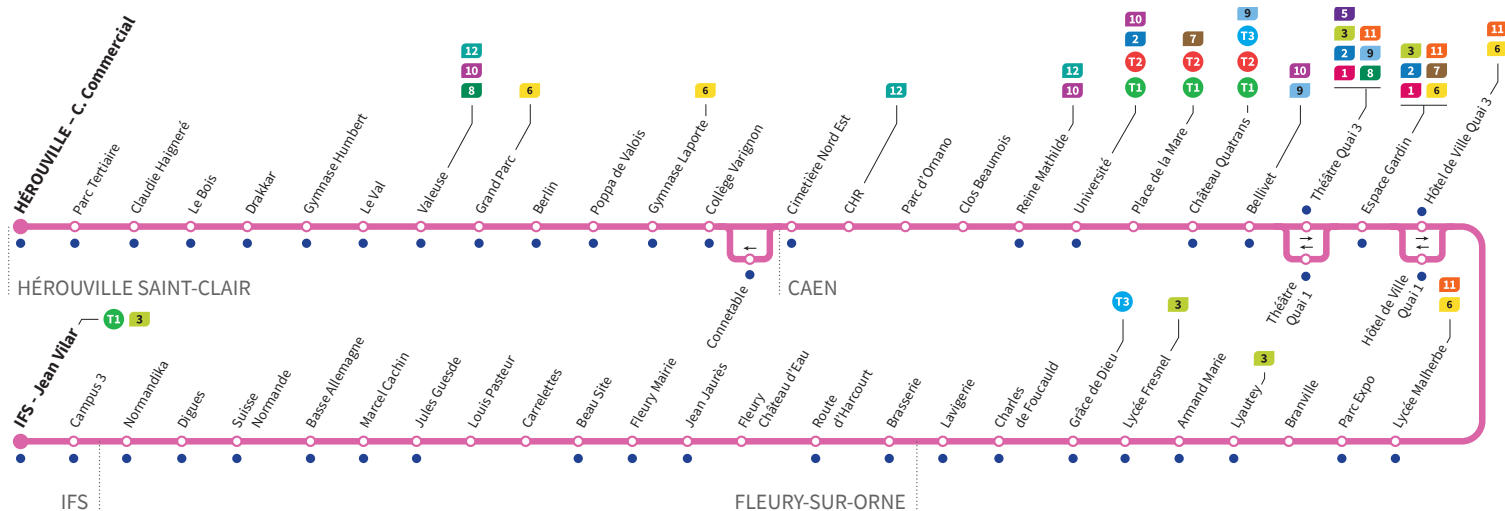 HÉROUVILLE – C. Commercial
Parc Tertiaire
Claudie Haigneré
Le Bois
Drakkar
Gymnase Humbert
Le Val
12
10
8
Valeuse
6
Grand Parc
Berlin
Poppa de Valois
6
Gymnase Laporte
Collège Varignon
Connetable
Cimetière Nord Est
12
CHR
Parc d'Ornano
Clos Beaumois
12
10
Reine Mathilde
10
2
T2
T1
Université
7
T2
T1
Place de la Mare
9
T3
T2
T1
Château Quatrans
10
9
Bellivet
5
3 11
2 9
1 8
Théâtre Quai 3
Théâtre
Quai 1
3 11
2 7
1 6
Espace Gardin
11
6
Hôtel de Ville Quai 3
Hôtel de Ville
Quai 1
HÉROUVILLE SAINT-CLAIR
CAEN
IFS - Jean Vilar
T1 3
Campus 3
Normandika
Digues
Suisse
Normande
Basse Allemagne
Marcel Cachin
Jules Guesde
Louis Pasteur
Carrelettes
Beau Site
Fleury Mairie
Jean Jaurès
Fleury
Château d'Eau
Route
d'Harcourt
Brasserie
Lavigerie
Charles
de Foucauld
T3
Grâce de Dieu
3
Lycée Fresnel
Armand Marie
3
Lyautey
Branville
Parc Expo
11
6
Lycée Malherbe
IFS
FLEURY-SUR-ORNE